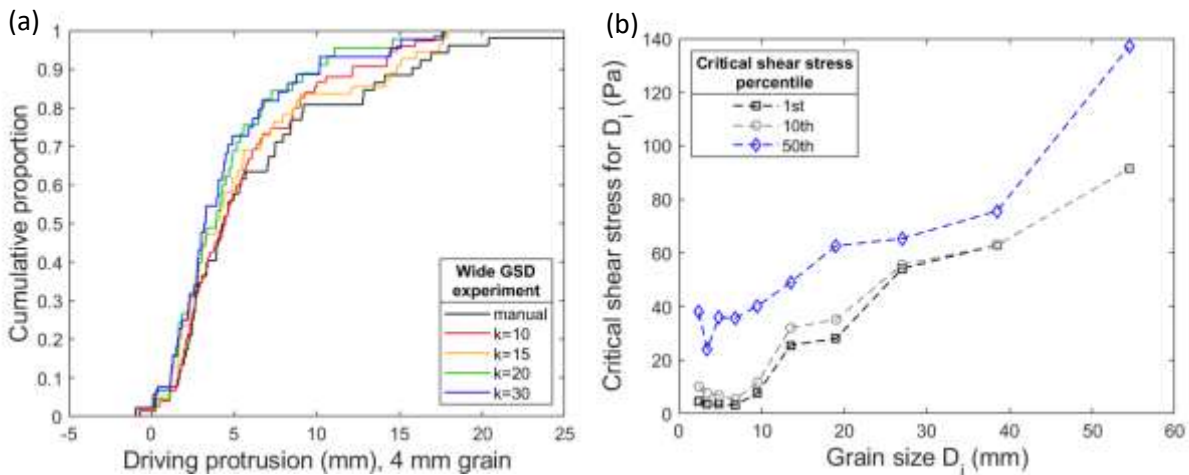 (a)
1
0.9
0.8
0.7
0.6
0.5
0.4
0.3
0.2
0.1
0
Cumulative proportion
-5 0 5 10 15 20 25
Driving protrusion (mm), 4 mm grain
Wide GSD
experiment
manual
k=10
k=15
k=20
k=30
(b)
140
120
100
80
60
40
20
0
Critical shear stress for Di (Pa)
0 10 20 30 40 50 60
Grain size Di (mm)
Critical shear stress
percentile
1st
10th
50th